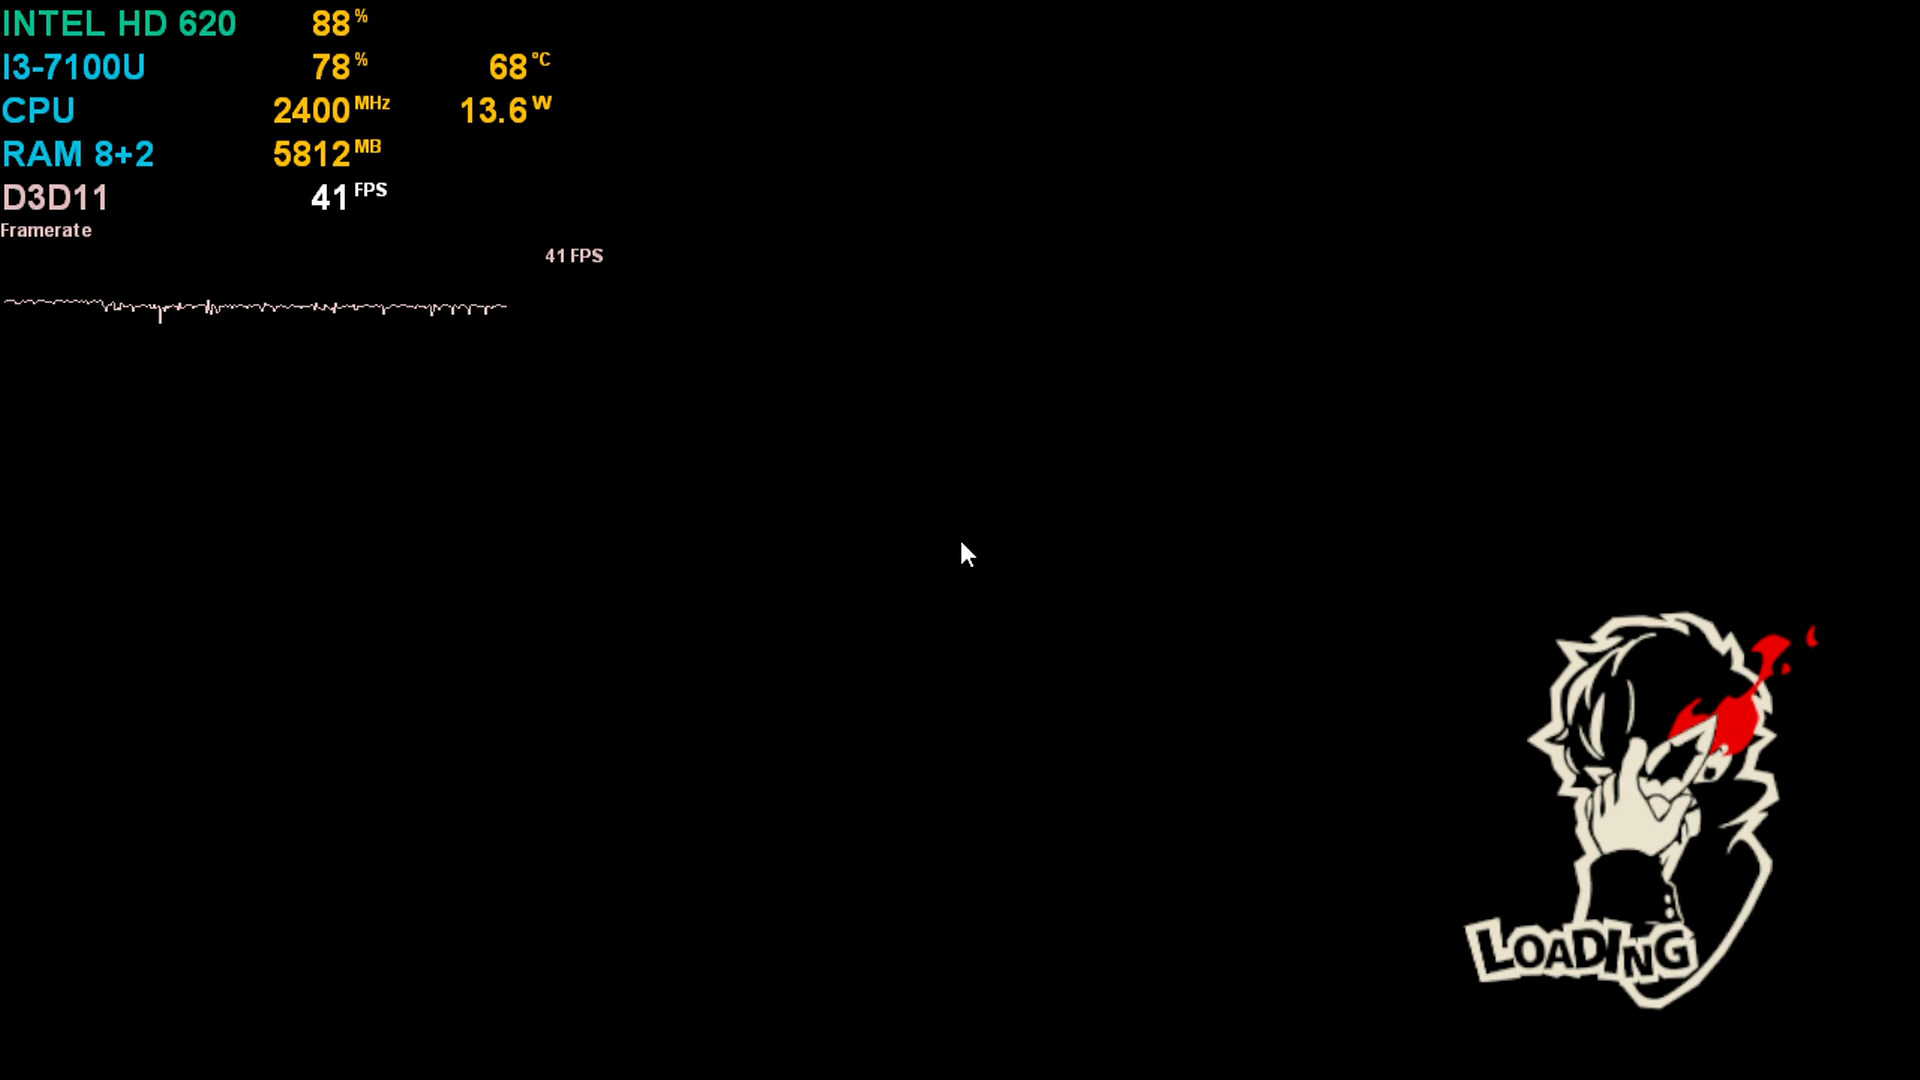 INTEL HD 620 88 %
I3-7100U 78 % 68 °C
CPU 2400 MHz 13.6 W
RAM 8+2 5812 MB
D3D11 41 FPS
Framerate
41 FPS
LOADING